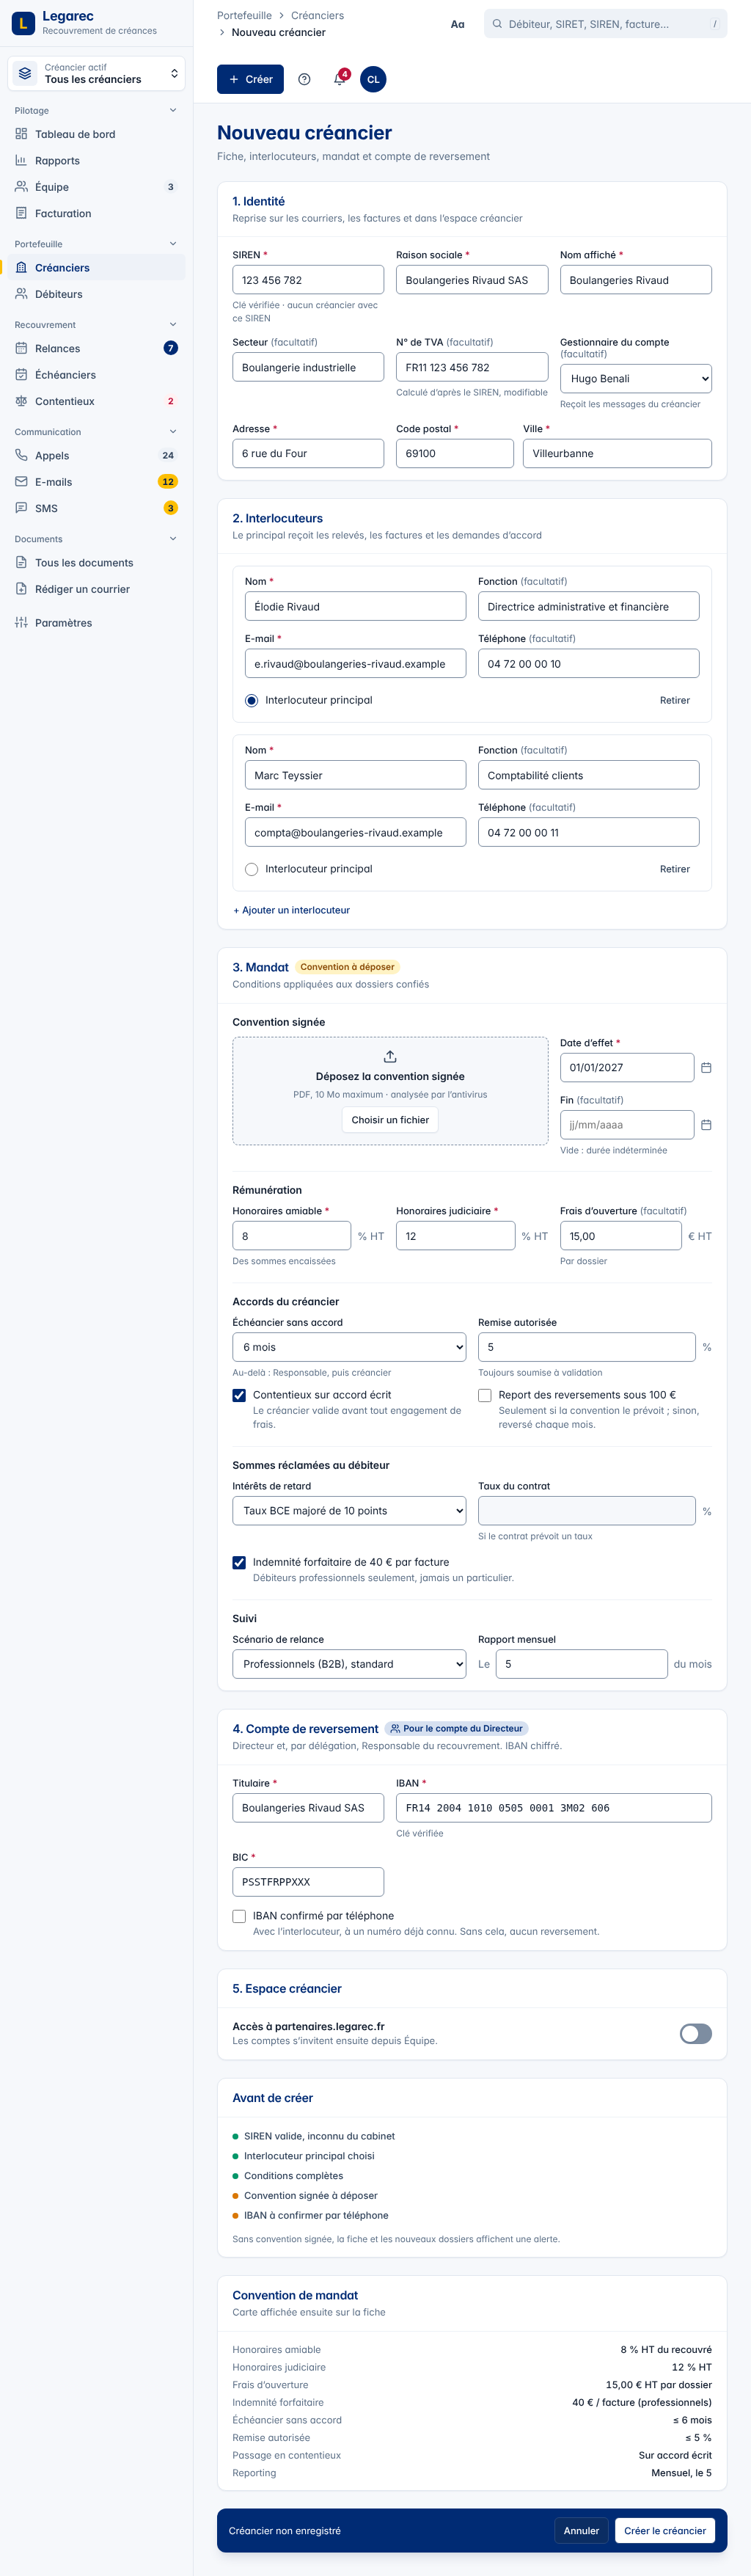 Legarec
Recouvrement de créances
Créancier actif
Tous les créanciers
Pilotage
Tableau de bord
Rapports
Équipe 3
Facturation
Portefeuille
Créanciers
Débiteurs
Recouvrement
Relances 7
Échéanciers
Contentieux 2
Communication
Appels 24
E-mails 12
SMS 3
Documents
Tous les documents
Rédiger un courrier
Paramètres
Portefeuille > Créanciers
> Nouveau créancier
Aa
Débiteur, SIRET, SIREN, facture... /
+ Créer
4
CL
Nouveau créancier
Fiche, interlocuteurs, mandat et compte de reversement
1. Identité
Reprise sur les courriers, les factures et dans l’espace créancier
SIREN * Raison sociale * Nom affiché *
123 456 782 Boulangeries Rivaud SAS Boulangeries Rivaud
Clé vérifiée · aucun créancier avec
ce SIREN
Secteur (facultatif) N° de TVA (facultatif) Gestionnaire du compte
(facultatif)
Boulangerie industrielle FR11 123 456 782 Hugo Benali
Calculé d’après le SIREN, modifiable Reçoit les messages du créancier
Adresse * Code postal * Ville *
6 rue du Four 69100 Villeurbanne
2. Interlocuteurs
Le principal reçoit les relevés, les factures et les demandes d’accord
Nom * Fonction (facultatif)
Élodie Rivaud Directrice administrative et financière
E-mail * Téléphone (facultatif)
e.rivaud@boulangeries-rivaud.example 04 72 00 00 10
Interlocuteur principal Retirer
Nom * Fonction (facultatif)
Marc Teyssier Comptabilité clients
E-mail * Téléphone (facultatif)
compta@boulangeries-rivaud.example 04 72 00 00 11
Interlocuteur principal Retirer
+ Ajouter un interlocuteur
3. Mandat Convention à déposer
Conditions appliquées aux dossiers confiés
Convention signée
Déposez la convention signée
PDF, 10 Mo maximum · analysée par l’antivirus
Choisir un fichier
Date d’effet *
01/01/2027
Fin (facultatif)
jj/mm/aaaa
Vide : durée indéterminée
Rémunération
Honoraires amiable * Honoraires judiciaire * Frais d’ouverture (facultatif)
8 % HT 12 % HT 15,00 € HT
Des sommes encaissées Par dossier
Accords du créancier
Échéancier sans accord Remise autorisée
6 mois 5 %
Au-delà : Responsable, puis créancier Toujours soumise à validation
Contentieux sur accord écrit Report des reversements sous 100 €
Le créancier valide avant tout engagement de Seulement si la convention le prévoit ; sinon,
frais. reversé chaque mois.
Sommes réclamées au débiteur
Intérêts de retard Taux du contrat
Taux BCE majoré de 10 points %
Si le contrat prévoit un taux
Indemnité forfaitaire de 40 € par facture
Débiteurs professionnels seulement, jamais un particulier.
Suivi
Scénario de relance Rapport mensuel
Professionnels (B2B), standard Le 5 du mois
4. Compte de reversement Pour le compte du Directeur
Directeur et, par délégation, Responsable du recouvrement. IBAN chiffré.
Titulaire * IBAN *
Boulangeries Rivaud SAS FR14 2004 1010 0505 0001 3M02 606
Clé vérifiée
BIC *
PSSTFRPPXXX
IBAN confirmé par téléphone
Avec l’interlocuteur, à un numéro déjà connu. Sans cela, aucun reversement.
5. Espace créancier
Accès à partenaires.legarec.fr
Les comptes s’invitent ensuite depuis Équipe.
Avant de créer
SIREN valide, inconnu du cabinet
Interlocuteur principal choisi
Conditions complètes
Convention signée à déposer
IBAN à confirmer par téléphone
Sans convention signée, la fiche et les nouveaux dossiers affichent une alerte.
Convention de mandat
Carte affichée ensuite sur la fiche
Honoraires amiable 8 % HT du recouvré
Honoraires judiciaire 12 % HT
Frais d’ouverture 15,00 € HT par dossier
Indemnité forfaitaire 40 € / facture (professionnels)
Échéancier sans accord ≤ 6 mois
Remise autorisée ≤ 5 %
Passage en contentieux Sur accord écrit
Reporting Mensuel, le 5
Créancier non enregistré Annuler Créer le créancier